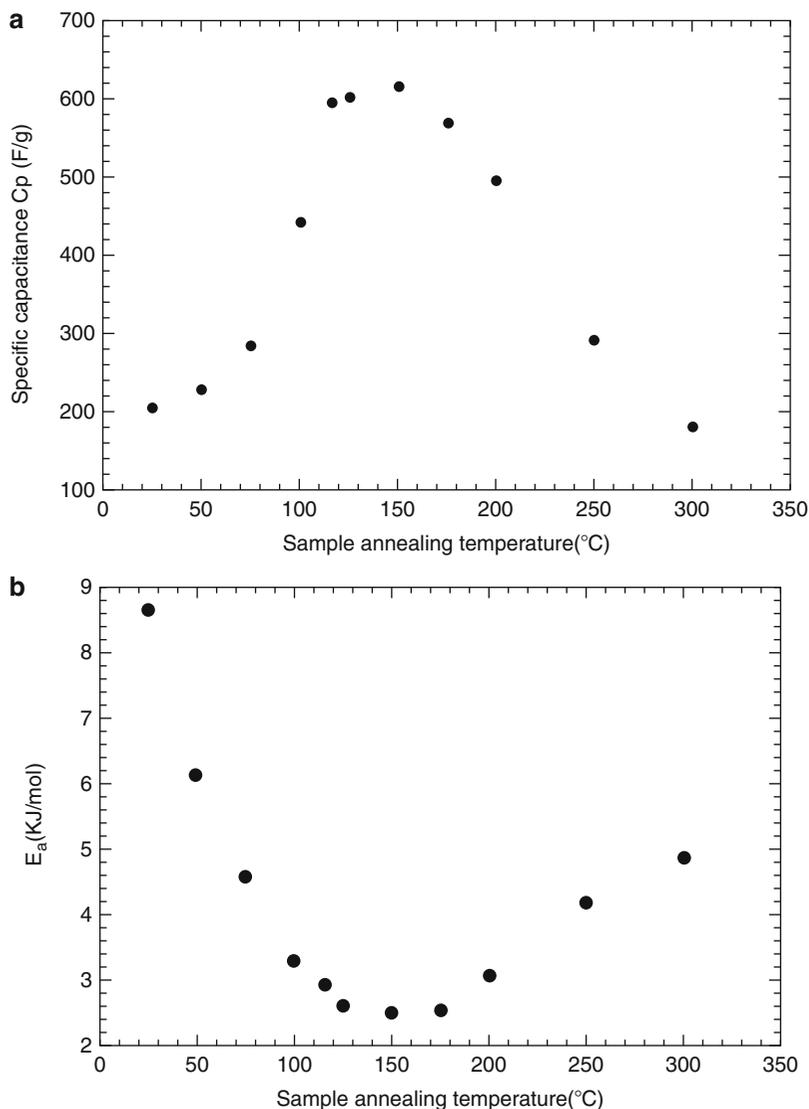 a
700
600
500
400
300
200
100
Specific capacitance Cp (F/g)
0 50 100 150 200 250 300 350
Sample annealing temperature(°C)
b
9
8
7
6
5
4
3
2
Ea(KJ/mol)
0 50 100 150 200 250 300 350
Sample annealing temperature(°C)